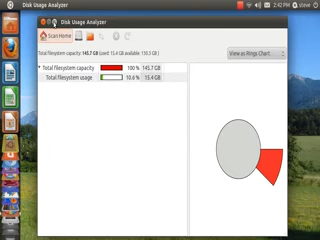 Disk Usage Analyzer
2:42 PM steve
Disk Usage Analyzer
Scan Home
Total filesystem capacity: 145.7 GB (used: 15.4 GB available: 130.3 GB )
View as Rings Chart
Total filesystem capacity 100 % 145.7 GB
Total filesystem usage 10.6 % 15.4 GB